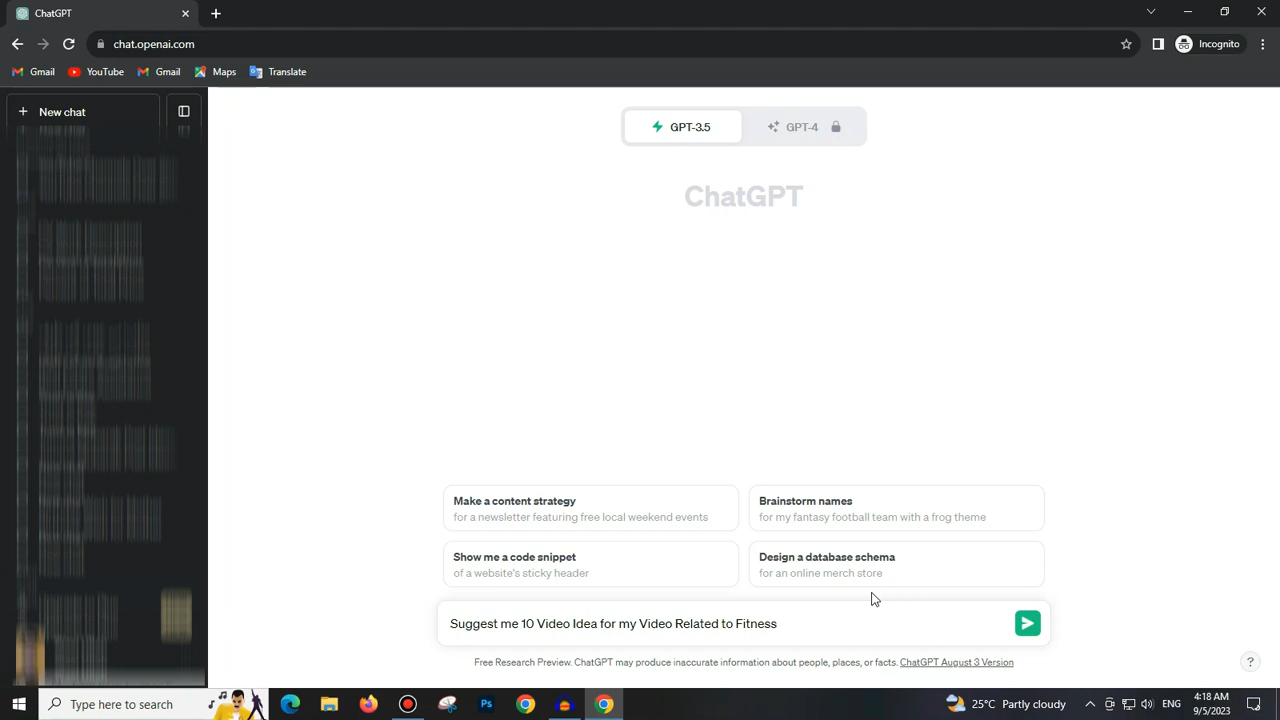 ChatGPT
chat.openai.com
Incognito
Gmail YouTube Gmail Maps Translate
New chat
GPT-3.5 GPT-4
ChatGPT
Make a content strategy
for a newsletter featuring free local weekend events
Brainstorm names
for my fantasy football team with a frog theme
Show me a code snippet
of a website's sticky header
Design a database schema
for an online merch store
Suggest me 10 Video Idea for my Video Related to Fitness
Free Research Preview. ChatGPT may produce inaccurate information about people, places, or facts. ChatGPT August 3 Version
?
Type here to search
Ps
25°C Partly cloudy
ENG
4:18 AM
9/5/2023